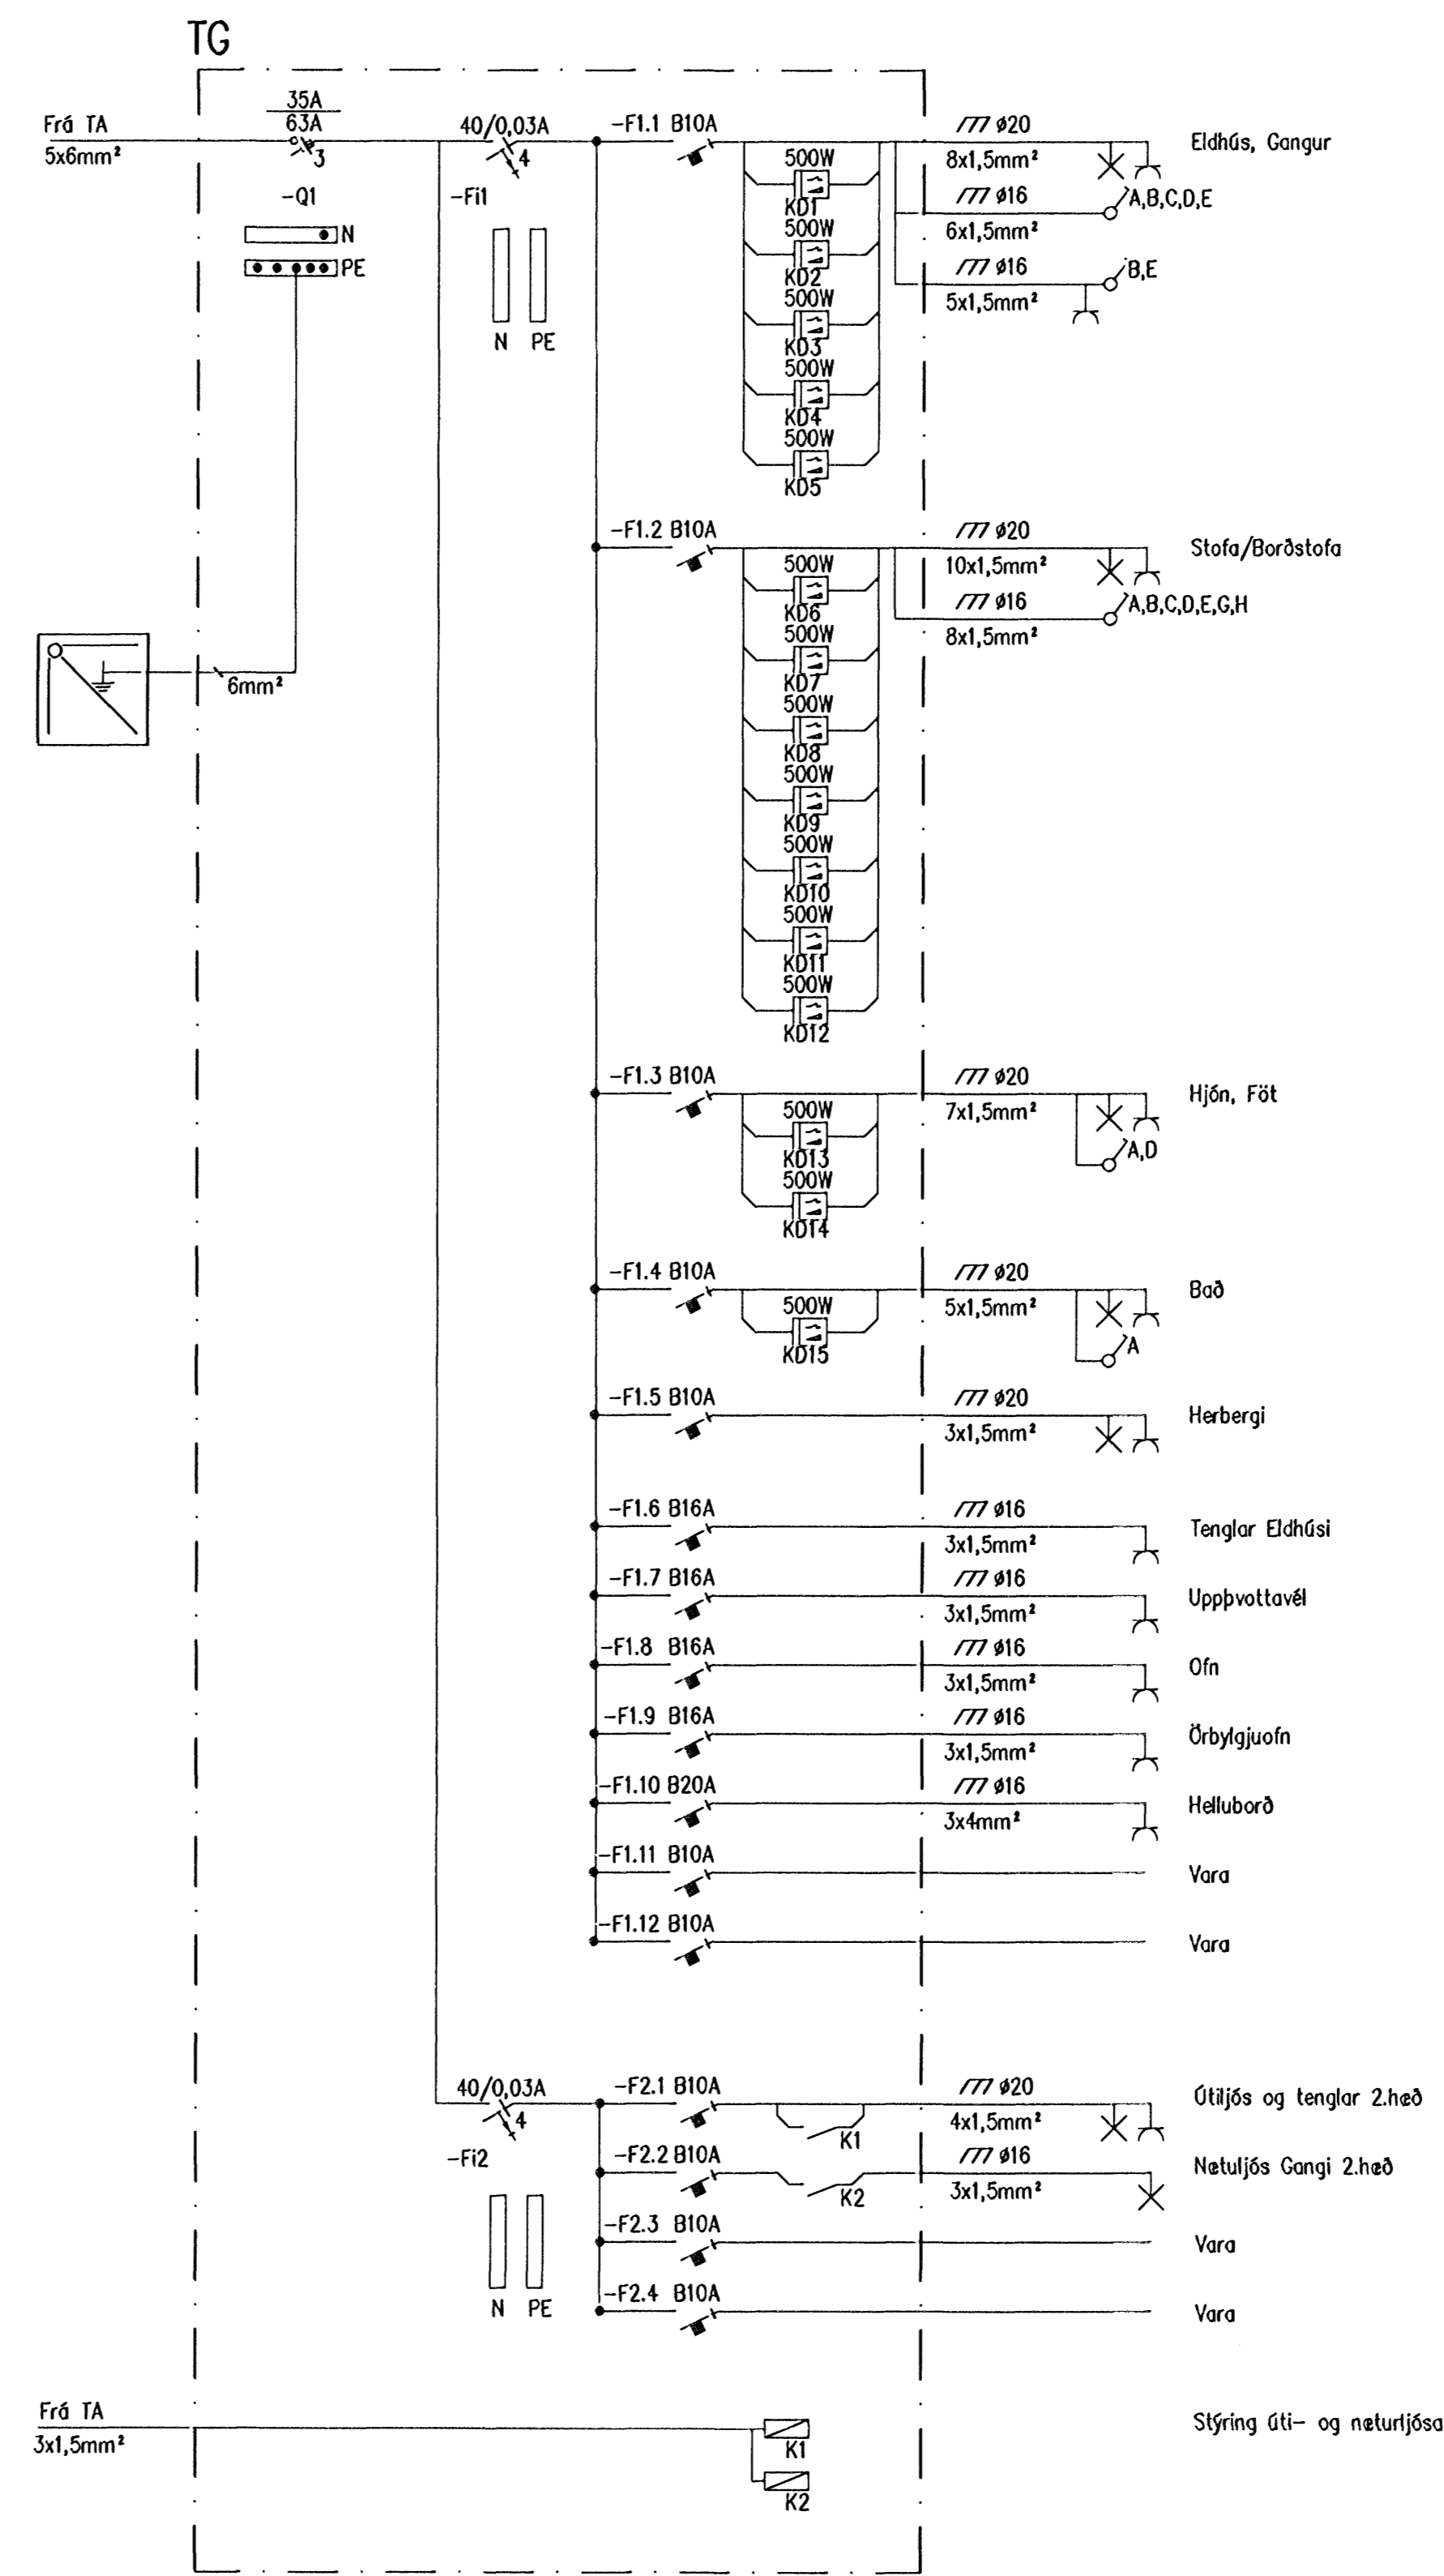 TG
Frá TA
5x6mm²
35A
63A
3
-Q1
N
PE
40/0,03A
4
-Fi1
N PE
-F1.1 B10A
500W
KD1
500W
KD2
500W
KD3
500W
KD4
500W
KD5
ø20
8x1,5mm²
Eldhús, Gangur
ø16
6x1,5mm²
A,B,C,D,E
ø16
5x1,5mm²
B,E
-F1.2 B10A
500W
KD6
500W
KD7
500W
KD8
500W
KD9
500W
KD10
500W
KD11
500W
KD12
ø20
10x1,5mm²
Stofa/Borðstofa
ø16
8x1,5mm²
A,B,C,D,E,G,H
6mm²
-F1.3 B10A
500W
KD13
500W
KD14
ø20
7x1,5mm²
Hjón, Föt
A,D
-F1.4 B10A
500W
KD15
ø20
5x1,5mm²
Bað
A
-F1.5 B10A
ø20
3x1,5mm²
Herbergi
-F1.6 B16A
ø16
3x1,5mm²
Tenglar Eldhúsi
-F1.7 B16A
ø16
3x1,5mm²
Uppþvottavél
-F1.8 B16A
ø16
3x1,5mm²
Ofn
-F1.9 B16A
ø16
3x1,5mm²
Örbylgjuofn
-F1.10 B20A
ø16
3x4mm²
Helluborð
-F1.11 B10A
Vara
-F1.12 B10A
Vara
40/0,03A
4
-Fi2
N PE
-F2.1 B10A
K1
ø20
4x1,5mm²
Útiljós og tenglar 2.hæð
-F2.2 B10A
K2
ø16
3x1,5mm²
Nætuljós Gangi 2.hæð
-F2.3 B10A
Vara
-F2.4 B10A
Vara
Frá TA
3x1,5mm²
K1
K2
Stýring úti- og næturljósa